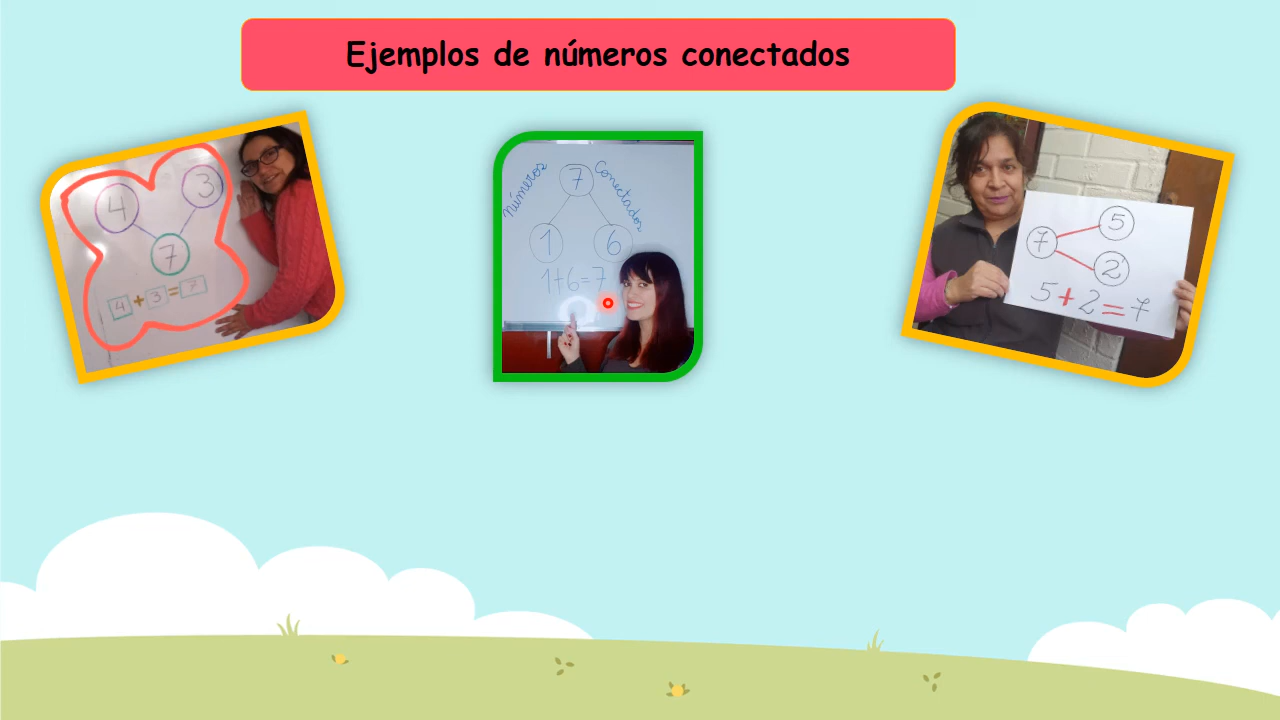 Ejemplos de números conectados
4 3
7
4 + 3 = 7
números Conectados
7
1 6
1+6=7
5
7
2
5 + 2 = 7